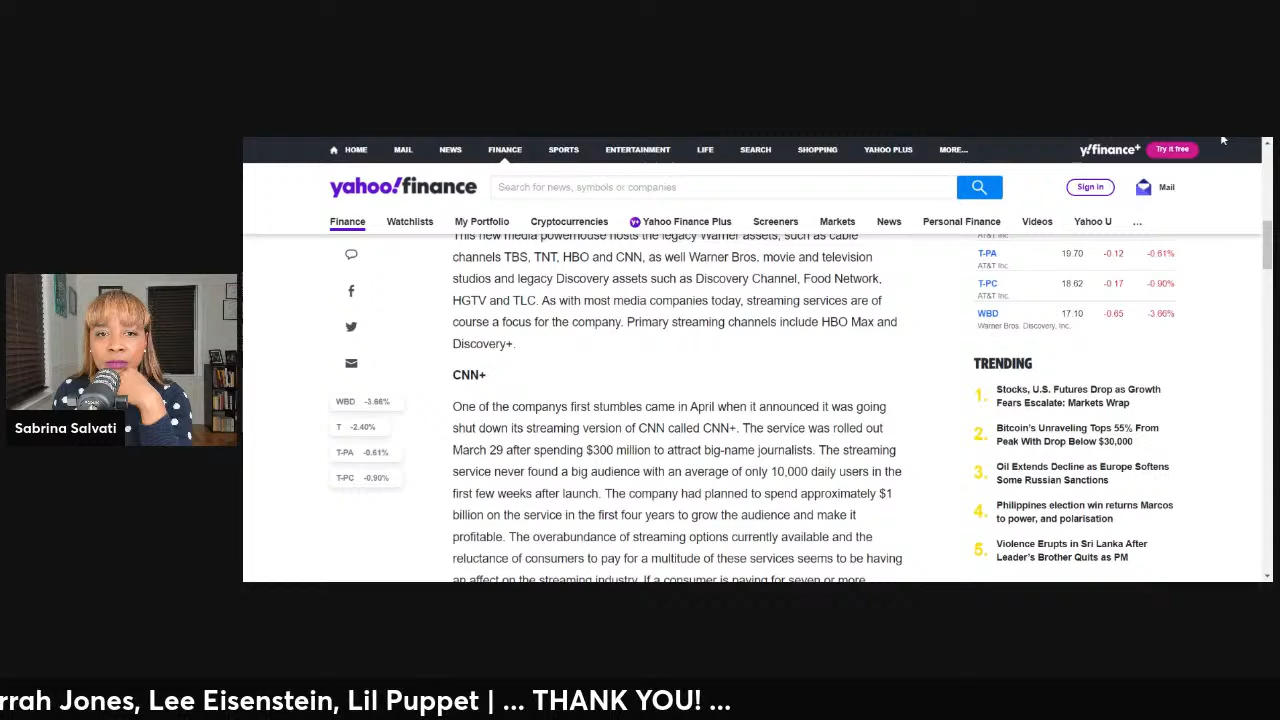 HOME MAIL NEWS FINANCE SPORTS ENTERTAINMENT LIFE SEARCH SHOPPING YAHOO PLUS MORE...
y!finance+ Try it free
yahoo!finance
Search for news, symbols or companies
Sign in
Mail
Finance Watchlists My Portfolio Cryptocurrencies Y+ Yahoo Finance Plus Screeners Markets News Personal Finance Videos Yahoo U ...
This new media powerhouse hosts the legacy Warner assets, such as cable
channels TBS, TNT, HBO and CNN, as well Warner Bros. movie and television
studios and legacy Discovery assets such as Discovery Channel, Food Network,
HGTV and TLC. As with most media companies today, streaming services are of
course a focus for the company. Primary streaming channels include HBO Max and
Discovery+.
CNN+
One of the companys first stumbles came in April when it announced it was going
shut down its streaming version of CNN called CNN+. The service was rolled out
March 29 after spending $300 million to attract big-name journalists. The streaming
service never found a big audience with an average of only 10,000 daily users in the
first few weeks after launch. The company had planned to spend approximately $1
billion on the service in the first four years to grow the audience and make it
profitable. The overabundance of streaming options currently available and the
reluctance of consumers to pay for a multitude of these services seems to be having
an affect on the streaming industry. If a consumer is paying for seven or more
WBD -3.66%
T -2.40%
T-PA -0.61%
T-PC -0.90%
AT&T Inc.
T-PA 19.70 -0.12 -0.61%
AT&T Inc.
T-PC 18.62 -0.17 -0.90%
AT&T Inc.
WBD 17.10 -0.65 -3.66%
Warner Bros. Discovery, Inc.
TRENDING
1. Stocks, U.S. Futures Drop as Growth
Fears Escalate: Markets Wrap
2. Bitcoin's Unraveling Tops 55% From
Peak With Drop Below $30,000
3. Oil Extends Decline as Europe Softens
Some Russian Sanctions
4. Philippines election win returns Marcos
to power, and polarisation
5. Violence Erupts in Sri Lanka After
Leader's Brother Quits as PM
Sabrina Salvati
rrah Jones, Lee Eisenstein, Lil Puppet | ... THANK YOU! ...